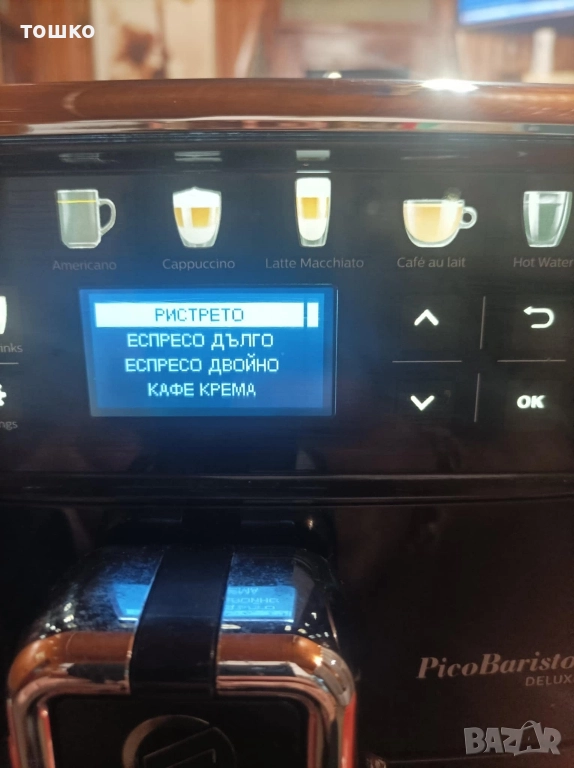 тошко
Americano
Cappuccino
Latte Macchiato
Café au lait
Hot Water
РИСТРЕТО
ЕСПРЕСО ДЪЛГО
ЕСПРЕСО ДВОЙНО
КАФЕ КРЕМА
OK
PicoBaristo
DELUXE
BAZAR